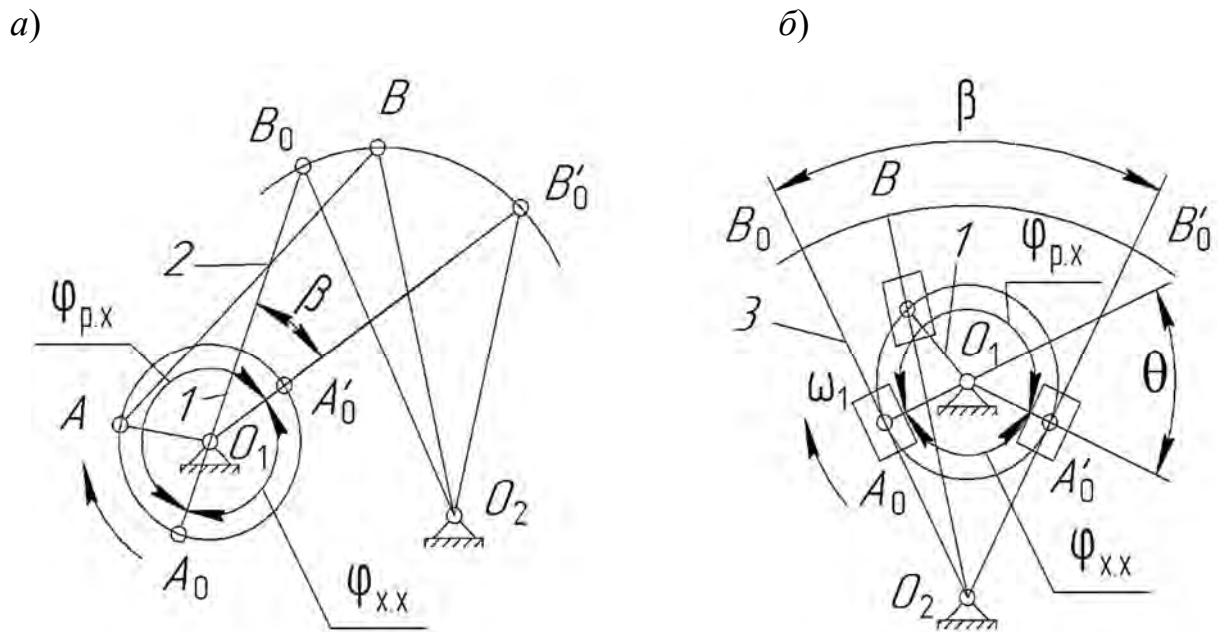 а)
B₀
B
B′₀
2
β
φр.х
1
A
A′₀
O₁
O₂
A₀
φх.х
б)
β
B
B₀
B′₀
1
φр.х
3
O₁
θ
ω₁
A₀
A′₀
φх.х
O₂